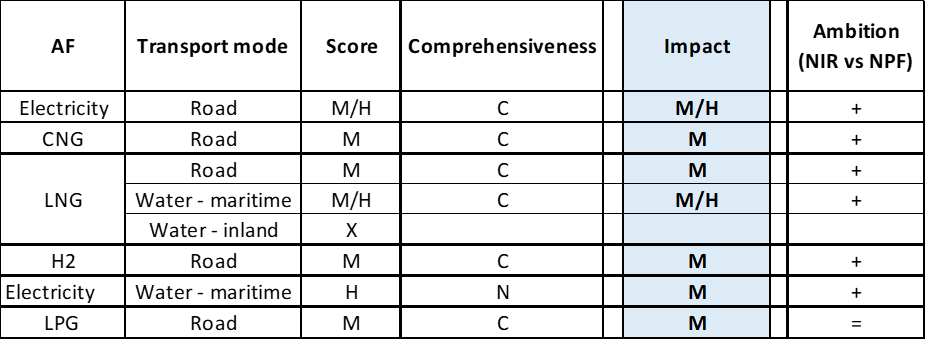 AF Transport mode Score Comprehensiveness Impact Ambition (NIR vs NPF)
Electricity Road M/H C M/H +
CNG Road M C M +
LNG Road M C M +
Water - maritime M/H C M/H +
Water - inland X
H2 Road M C M +
Electricity Water - maritime H N M +
LPG Road M C M =